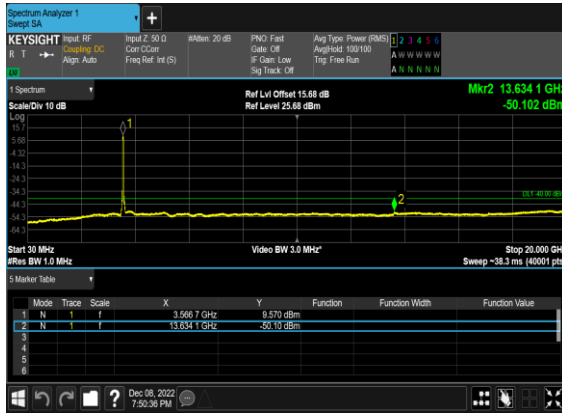 Spectrum Analyzer 1
Swept SA
+
KEYSIGHT Input: RF Input Z: 50 Ω #Atten: 20 dB PNO: Fast Avg Type: Power (RMS) 1 2 3 4 5 6
R T Coupling: DC Corr CCorr Gate: Off Avg|Hold: 100/100 A W W W W W
Align: Auto Freq Ref: Int (S) IF Gain: Low Trig: Free Run
Sig Track: Off A N N N N N
LXI
1 Spectrum Ref Lvl Offset 15.68 dB Mkr2 13.634 1 GHz
Scale/Div 10 dB Ref Level 25.68 dBm -50.102 dBm
Log
15.7
5.68
-4.32
-14.3
-24.3
-34.3
-44.3
-54.3
-64.3
1
2
DL1 -40.00 dBm
Start 30 MHz Video BW 3.0 MHz* Stop 20.000 GH
#Res BW 1.0 MHz Sweep ~38.3 ms (40001 pts
5 Marker Table
Mode Trace Scale X Y Function Function Width Function Value
1 N 1 f 3.566 7 GHz 9.570 dBm
2 N 1 f 13.634 1 GHz -50.10 dBm
3
4
5
6
? Dec 08, 2022
7:50:36 PM